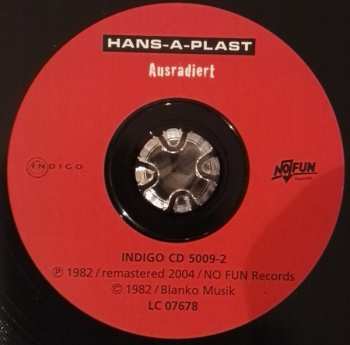 HANS-A-PLAST
Ausradiert
INDIGO
NO FUN
INDIGO CD 5009-2
℗ 1982/remastered 2004/NO FUN Records
© 1982/Blanko Musik
LC 07678